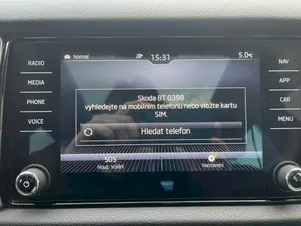 RADIO
MEDIA
PHONE
VOICE
Normal
15:31
5.0
Skoda BT 0398
vyhledejte na mobilním telefonu nebo vložte kartu
SIM.
Hledat telefon
SOS
Nouz. volání
Nastavení
NAV
APP
CAR
MENU